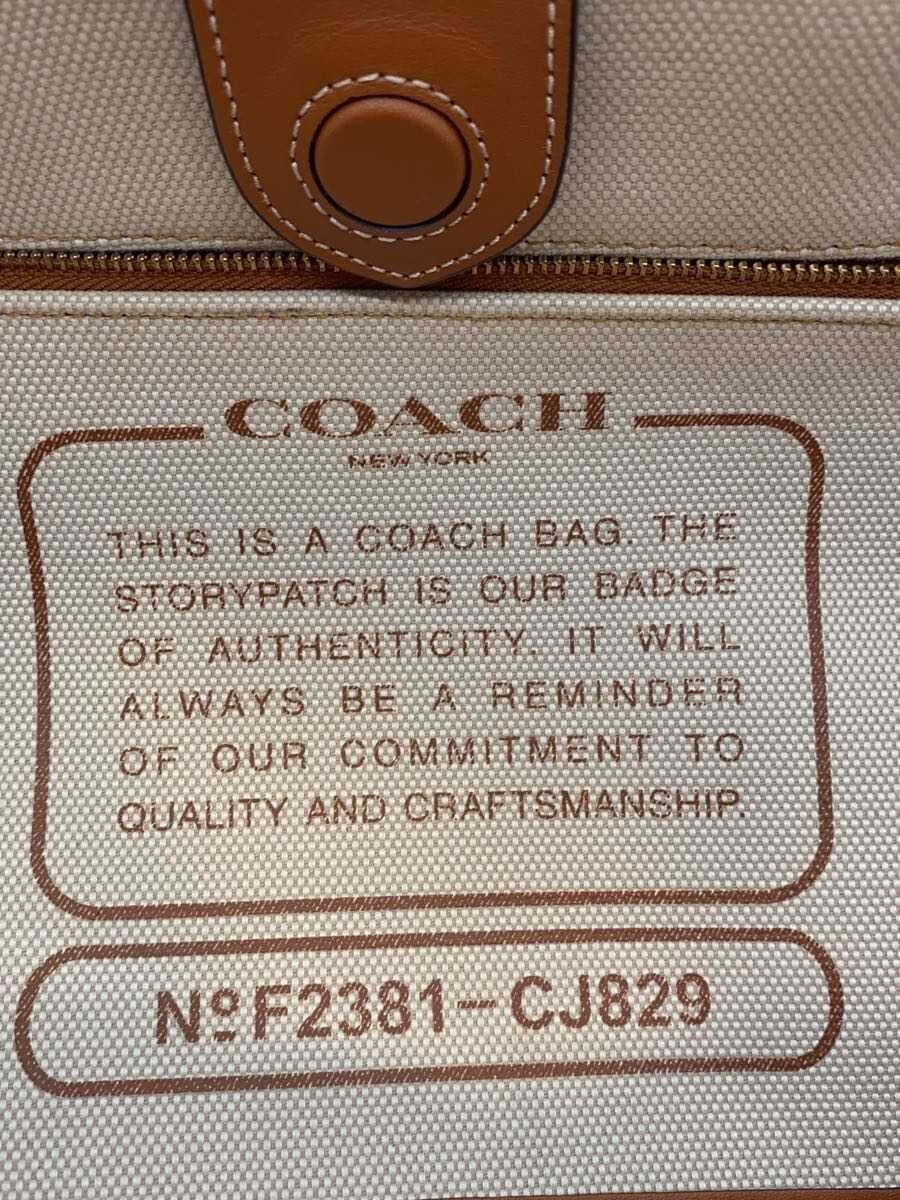 COACH
NEW YORK
THIS IS A COACH BAG. THE
STORYPATCH IS OUR BADGE
OF AUTHENTICITY. IT WILL
ALWAYS BE A REMINDER
OF OUR COMMITMENT TO
QUALITY AND CRAFTSMANSHIP.
NºF2381-CJ829